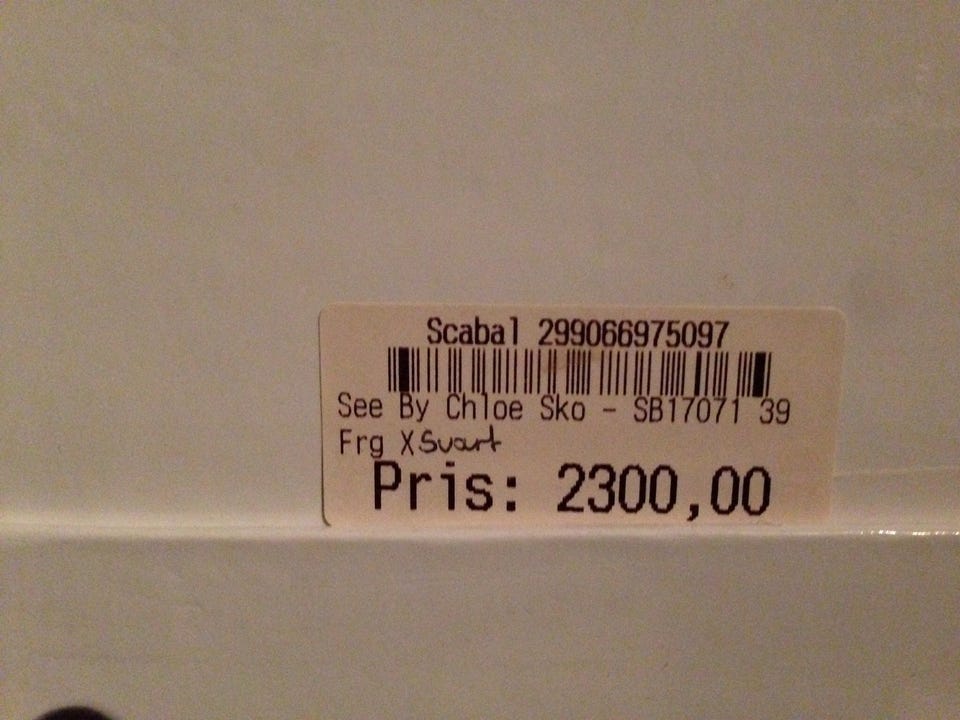 Scabal 299066975097
See By Chloe Sko - SB17071 39
Frg X Svart
Pris: 2300,00